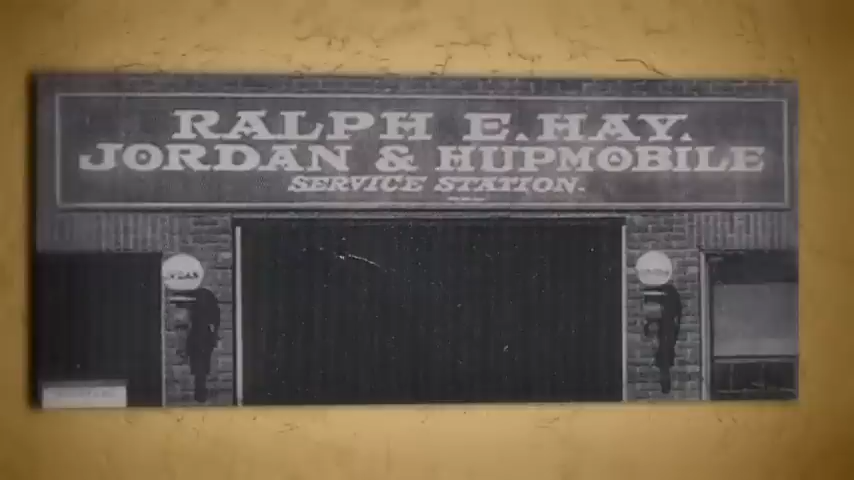 RALPH E. HAY.
JORDAN & HUPMOBILE
SERVICE STATION.